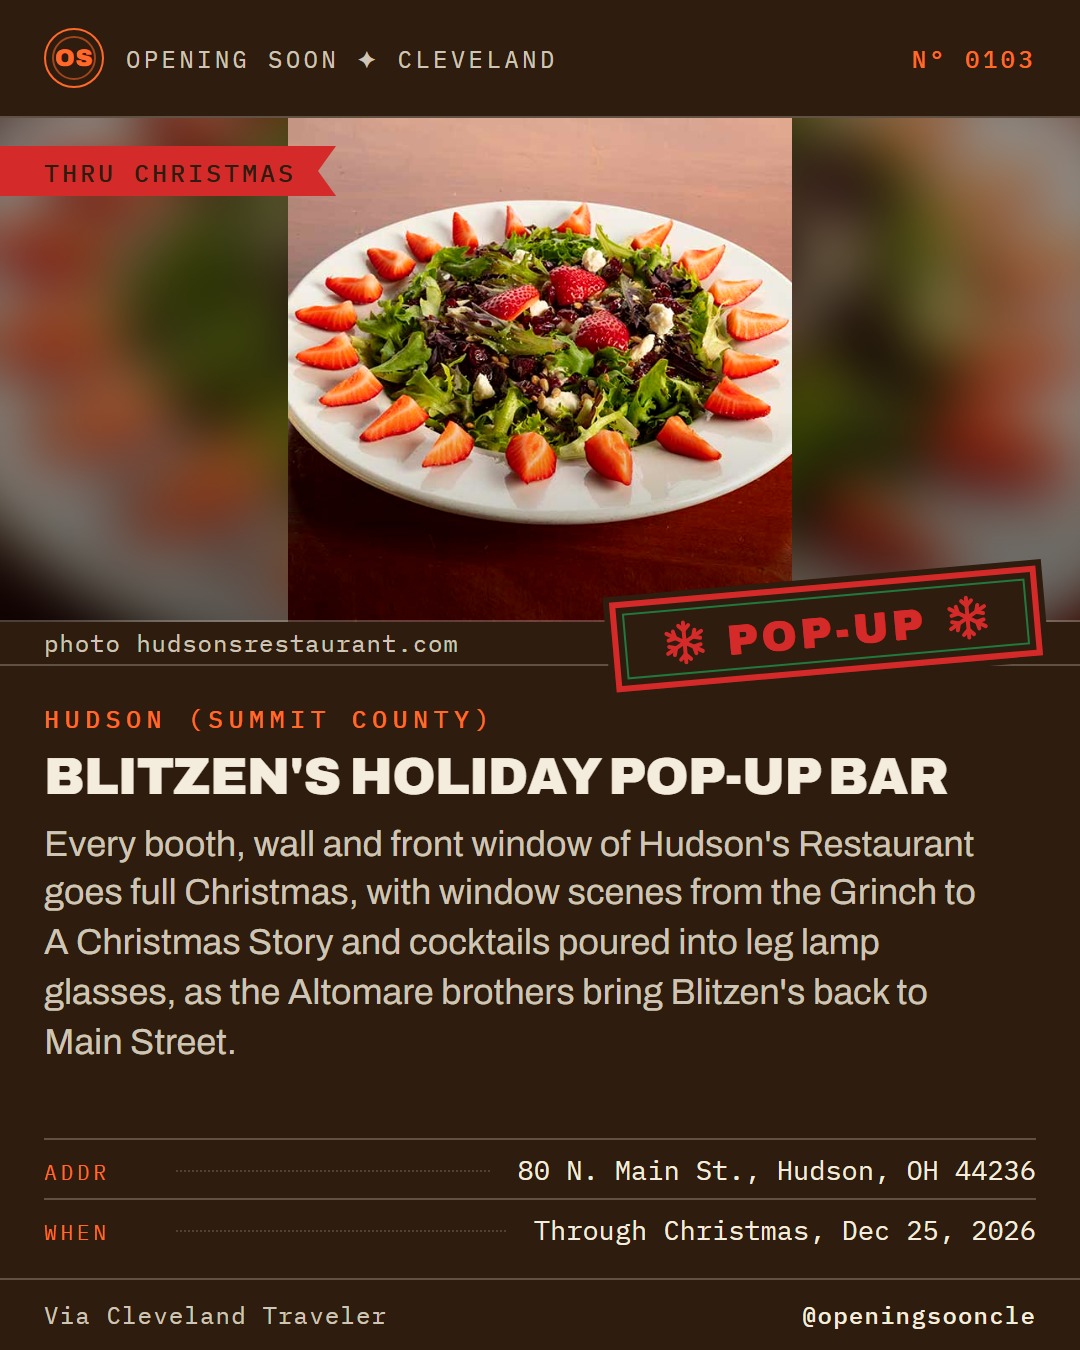 OS OPENING SOON ✦ CLEVELAND N° 0103
THRU CHRISTMAS
photo hudsonsrestaurant.com
❄ POP-UP ❄
HUDSON (SUMMIT COUNTY)
BLITZEN'S HOLIDAY POP-UP BAR
Every booth, wall and front window of Hudson's Restaurant
goes full Christmas, with window scenes from the Grinch to
A Christmas Story and cocktails poured into leg lamp
glasses, as the Altomare brothers bring Blitzen's back to
Main Street.
ADDR 80 N. Main St., Hudson, OH 44236
WHEN Through Christmas, Dec 25, 2026
Via Cleveland Traveler @openingsooncle